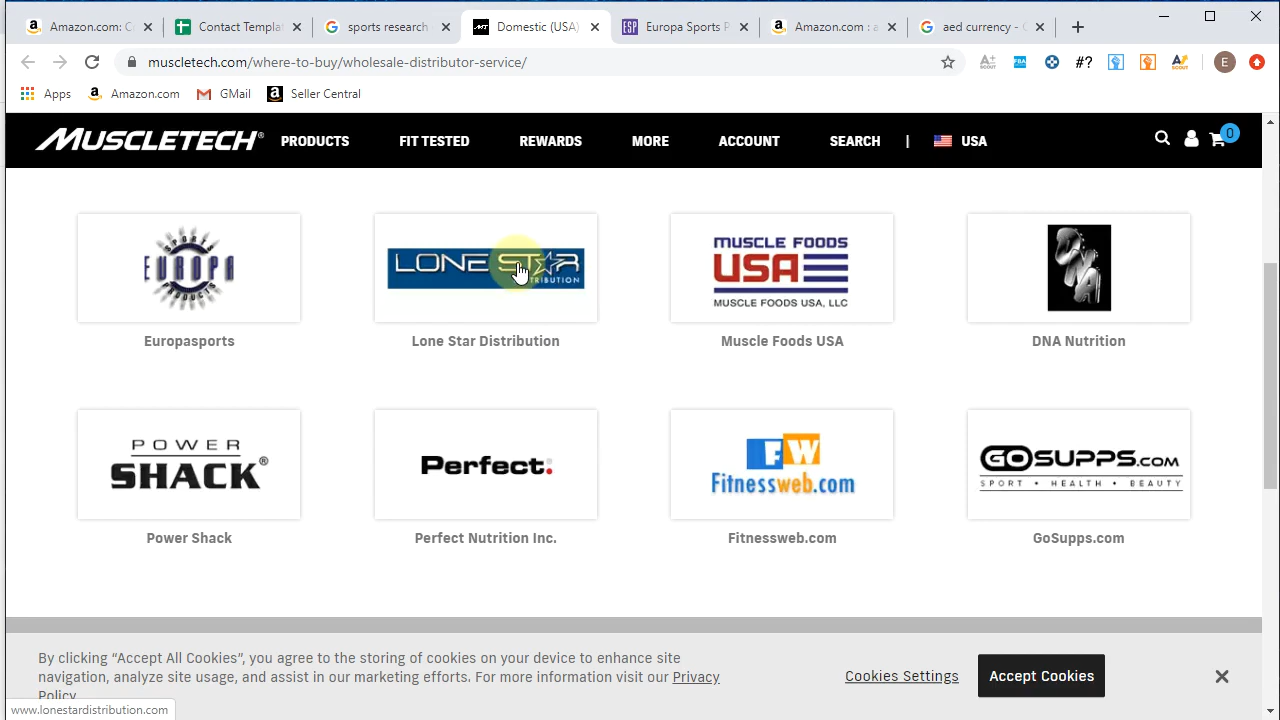 Amazon.com: C
Contact Templa
sports research
Domestic (USA)
Europa Sports P
Amazon.com : a
aed currency - G
muscletech.com/where-to-buy/wholesale-distributor-service/
FBA
#?
E
Apps
Amazon.com
GMail
Seller Central
MUSCLETECH®
PRODUCTS
FIT TESTED
REWARDS
MORE
ACCOUNT
SEARCH
|
USA
0
SPORTS
EUROPA
PRODUCTS
LONE STAR
TRIBUTION
MUSCLE FOODS
USA
MUSCLE FOODS USA, LLC
DNA
Europasports
Lone Star Distribution
Muscle Foods USA
DNA Nutrition
POWER
SHACK®
Perfect:
FW
Fitnessweb.com
GOSUPPS.COM
SPORT • HEALTH • BEAUTY
Power Shack
Perfect Nutrition Inc.
Fitnessweb.com
GoSupps.com
By clicking “Accept All Cookies”, you agree to the storing of cookies on your device to enhance site
navigation, analyze site usage, and assist in our marketing efforts. For more information visit our Privacy
Policy.
Cookies Settings
Accept Cookies
www.lonestardistribution.com